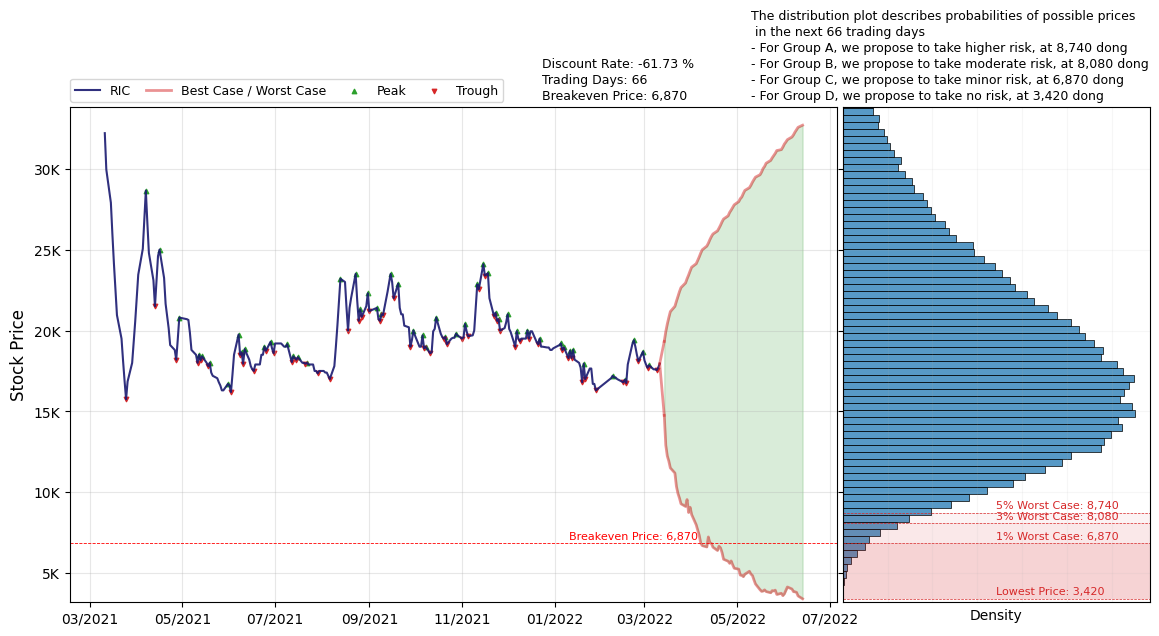 The distribution plot describes probabilities of possible prices
in the next 66 trading days
- For Group A, we propose to take higher risk, at 8,740 dong
- For Group B, we propose to take moderate risk, at 8,080 dong
- For Group C, we propose to take minor risk, at 6,870 dong
- For Group D, we propose to take no risk, at 3,420 dong
Discount Rate: -61.73 %
Trading Days: 66
Breakeven Price: 6,870
RIC
Best Case / Worst Case
Peak
Trough
Stock Price
30K
25K
20K
15K
10K
5K
Breakeven Price: 6,870
5% Worst Case: 8,740
3% Worst Case: 8,080
1% Worst Case: 6,870
Lowest Price: 3,420
03/2021
05/2021
07/2021
09/2021
11/2021
01/2022
03/2022
05/2022
07/2022
Density